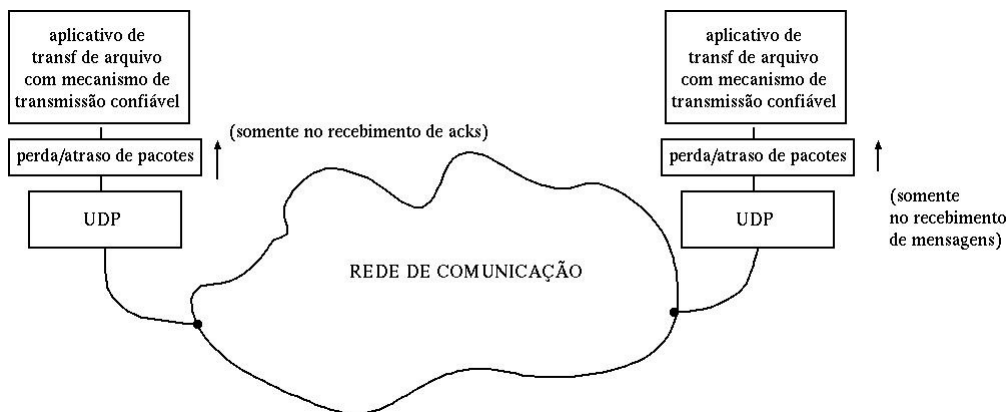 aplicativo de
transf de arquivo
com mecanismo de
transmissão confiável
(somente no recebimento de acks)
perda/atraso de pacotes
UDP
REDE DE COMUNICAÇÃO
aplicativo de
transf de arquivo
com mecanismo de
transmissão confiável
perda/atraso de pacotes
(somente
no recebimento
de mensagens)
UDP